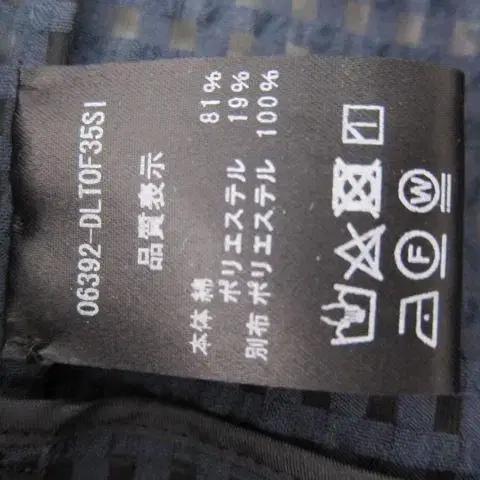 06392-DLT0F35SI
品質表示
本体 綿 81%
ポリエステル 19%
別布 ポリエステル 100%
W
F